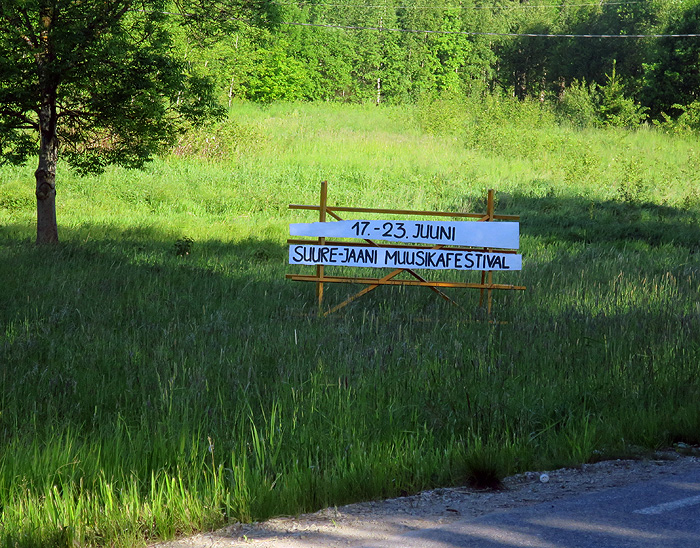 17.-23. JUUNI
SUURE-JAANI MUUSIKAFESTIVAL